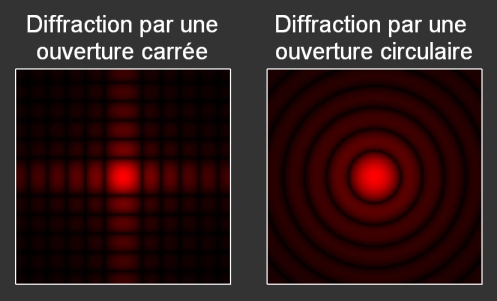 Diffraction par une
ouverture carrée
Diffraction par une
ouverture circulaire